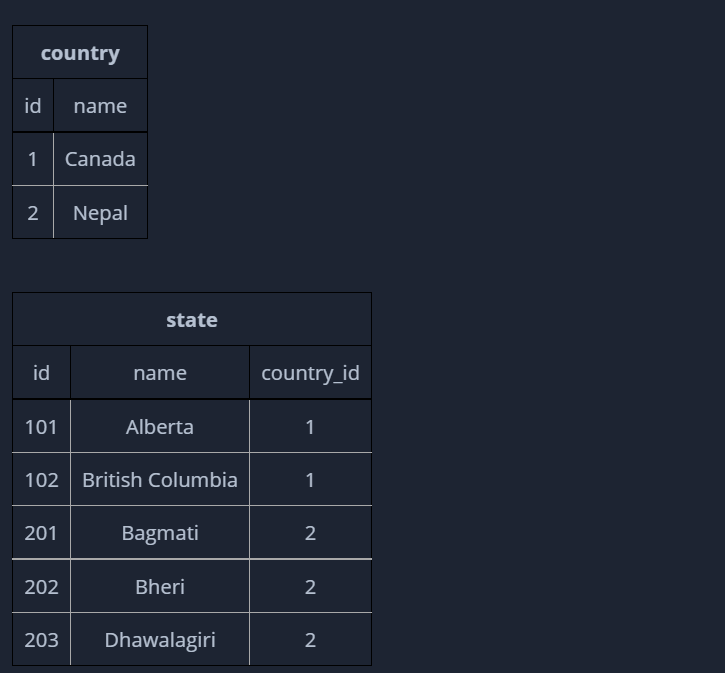 country
id name
1 Canada
2 Nepal
state
id name country_id
101 Alberta 1
102 British Columbia 1
201 Bagmati 2
202 Bheri 2
203 Dhawalagiri 2